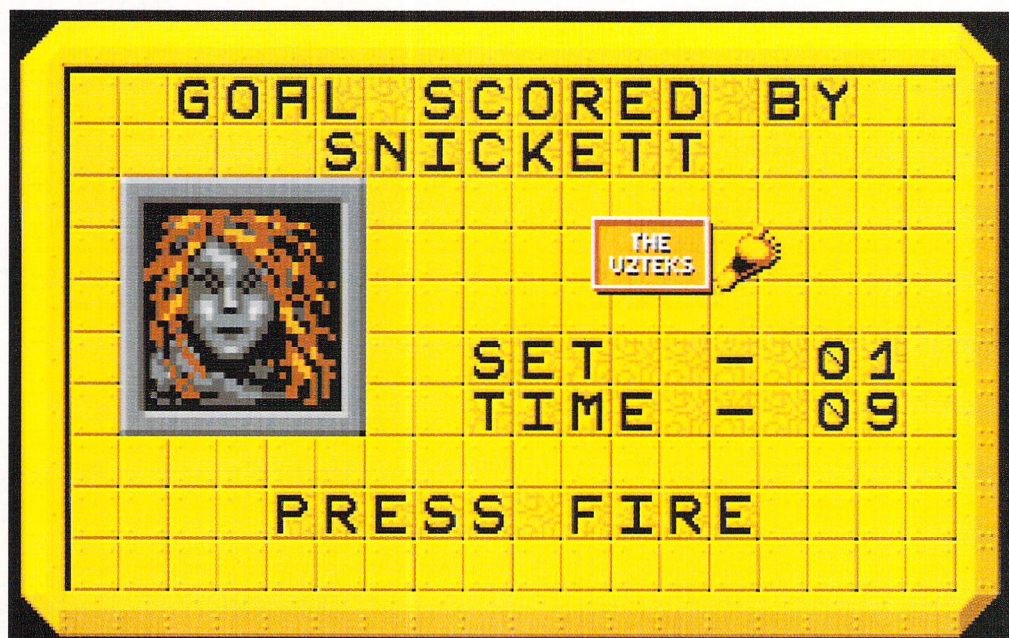 GOAL SCORED BY
SNICKETT
THE
UZTEKS
SET - 01
TIME - 09
PRESS FIRE